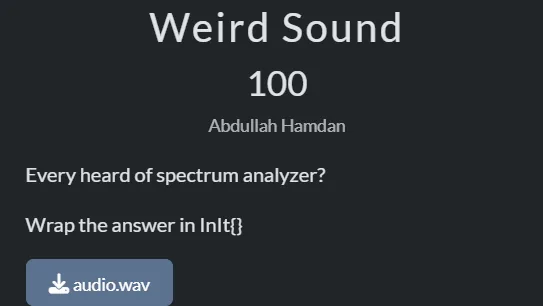 Weird Sound
100
Abdullah Hamdan
Every heard of spectrum analyzer?
Wrap the answer in InIt{}
audio.wav